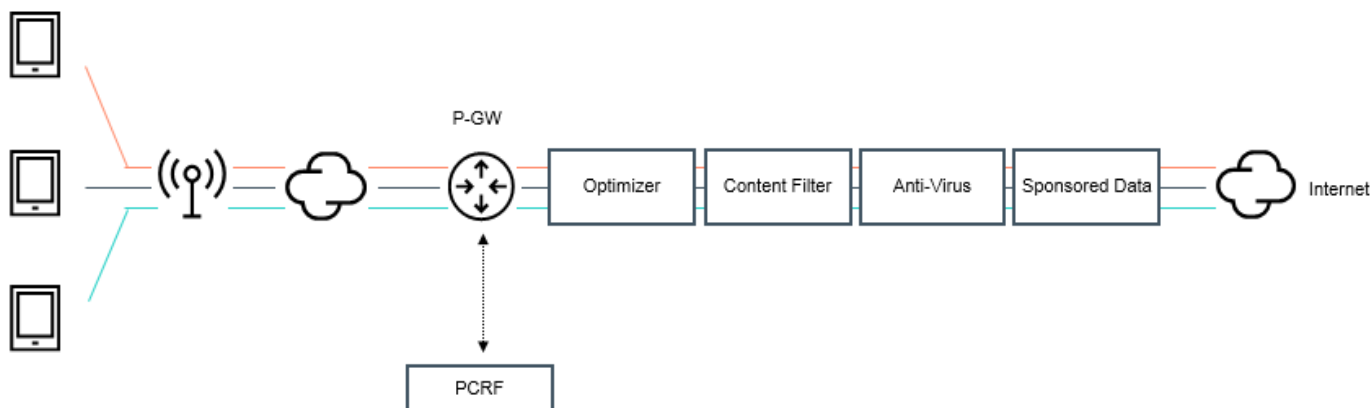 P-GW
Optimizer
Content Filter
Anti-Virus
Sponsored Data
Internet
PCRF